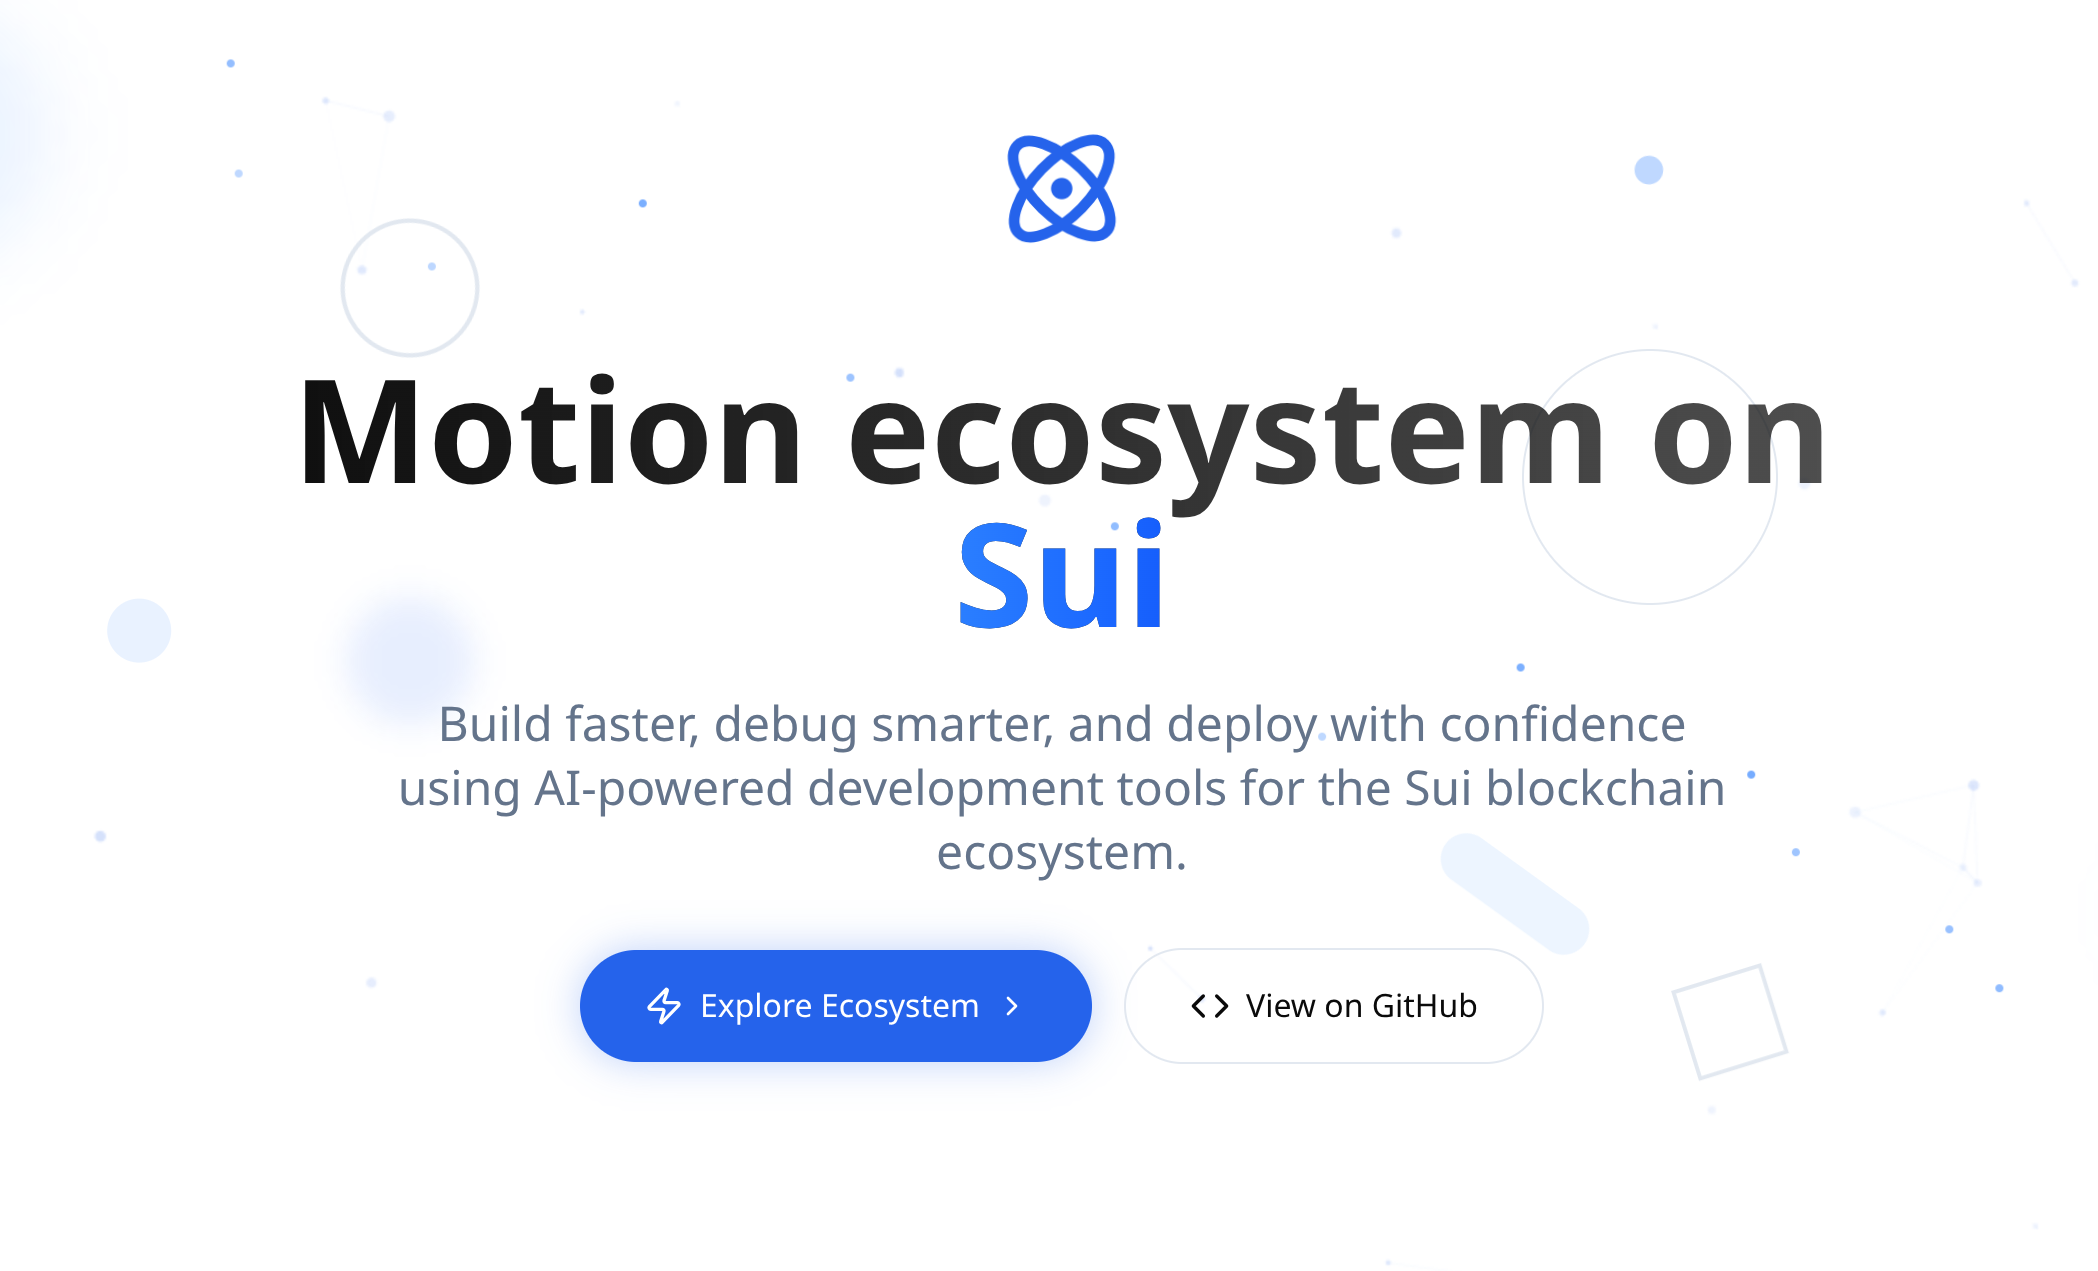 Motion ecosystem on
Sui
Build faster, debug smarter, and deploy with confidence
using AI-powered development tools for the Sui blockchain
ecosystem.
Explore Ecosystem
View on GitHub